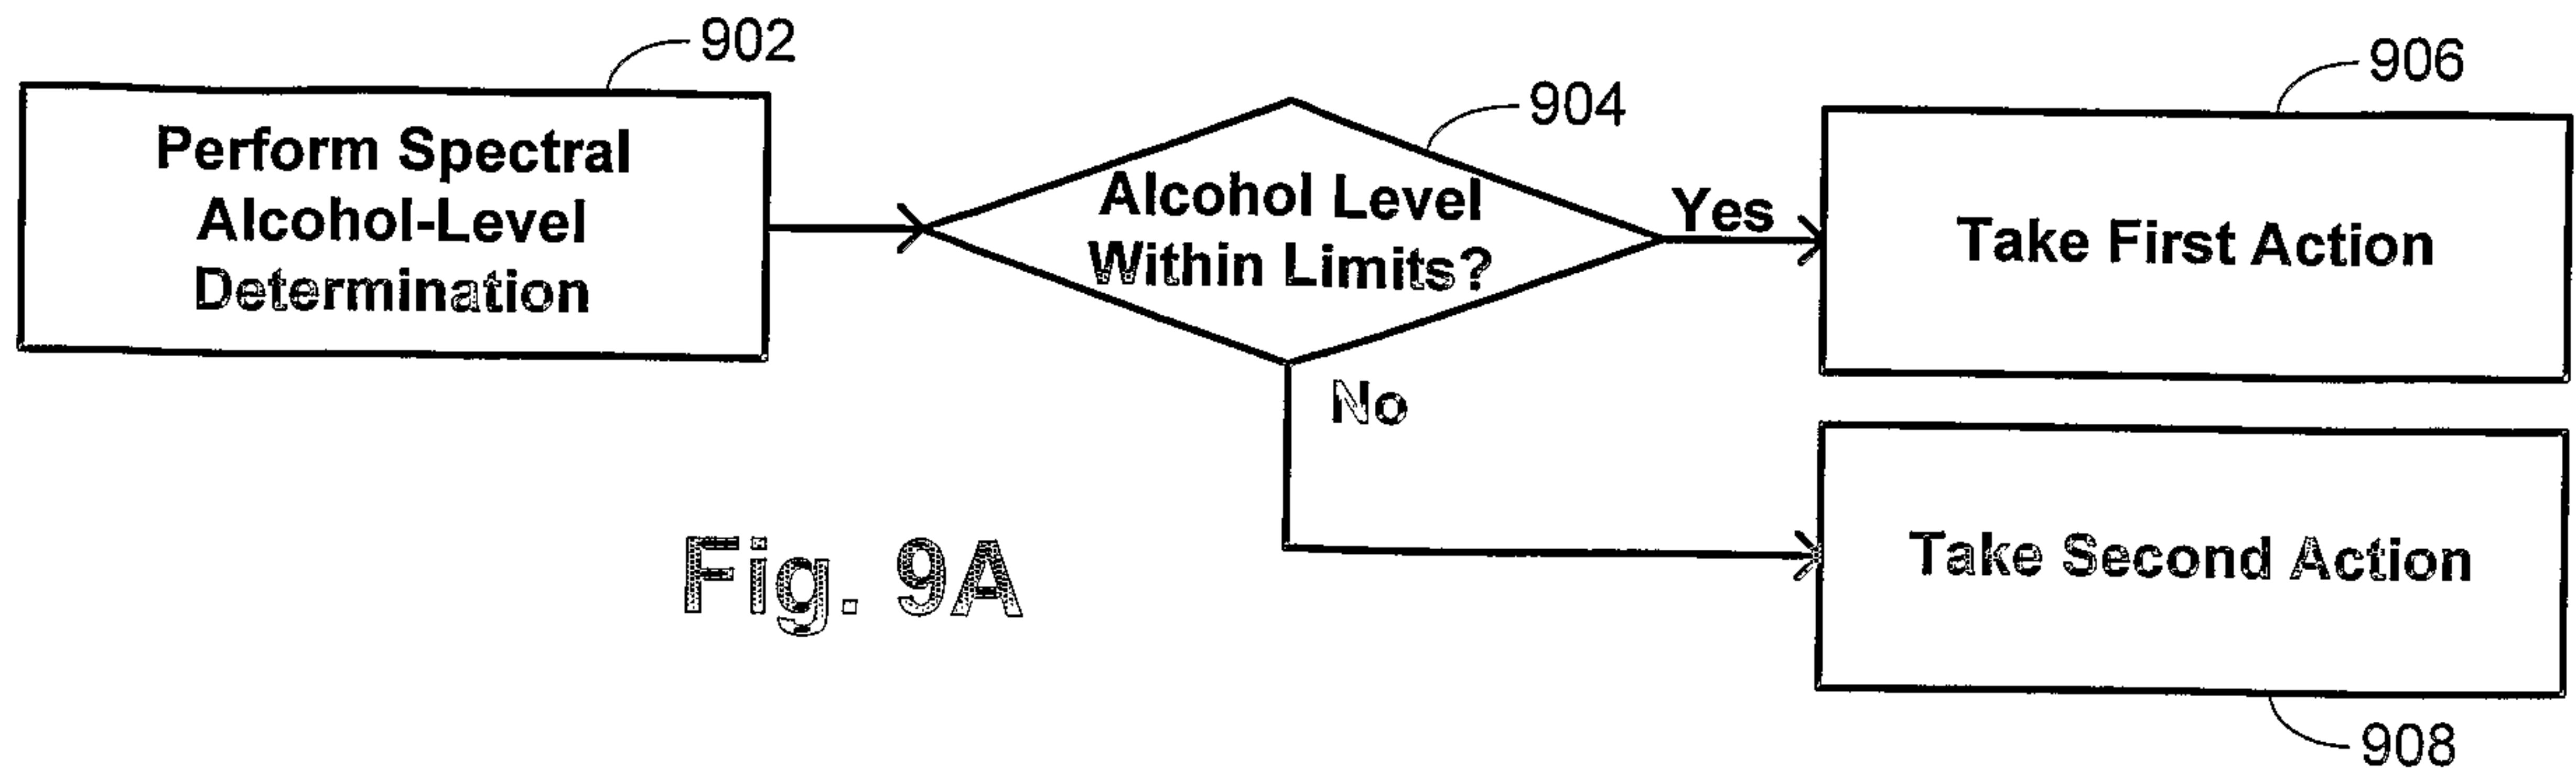 902
Perform Spectral
Alcohol-Level
Determination
904
Alcohol Level
Within Limits?
Yes
906
Take First Action
No
Take Second Action
908
Fig. 9A